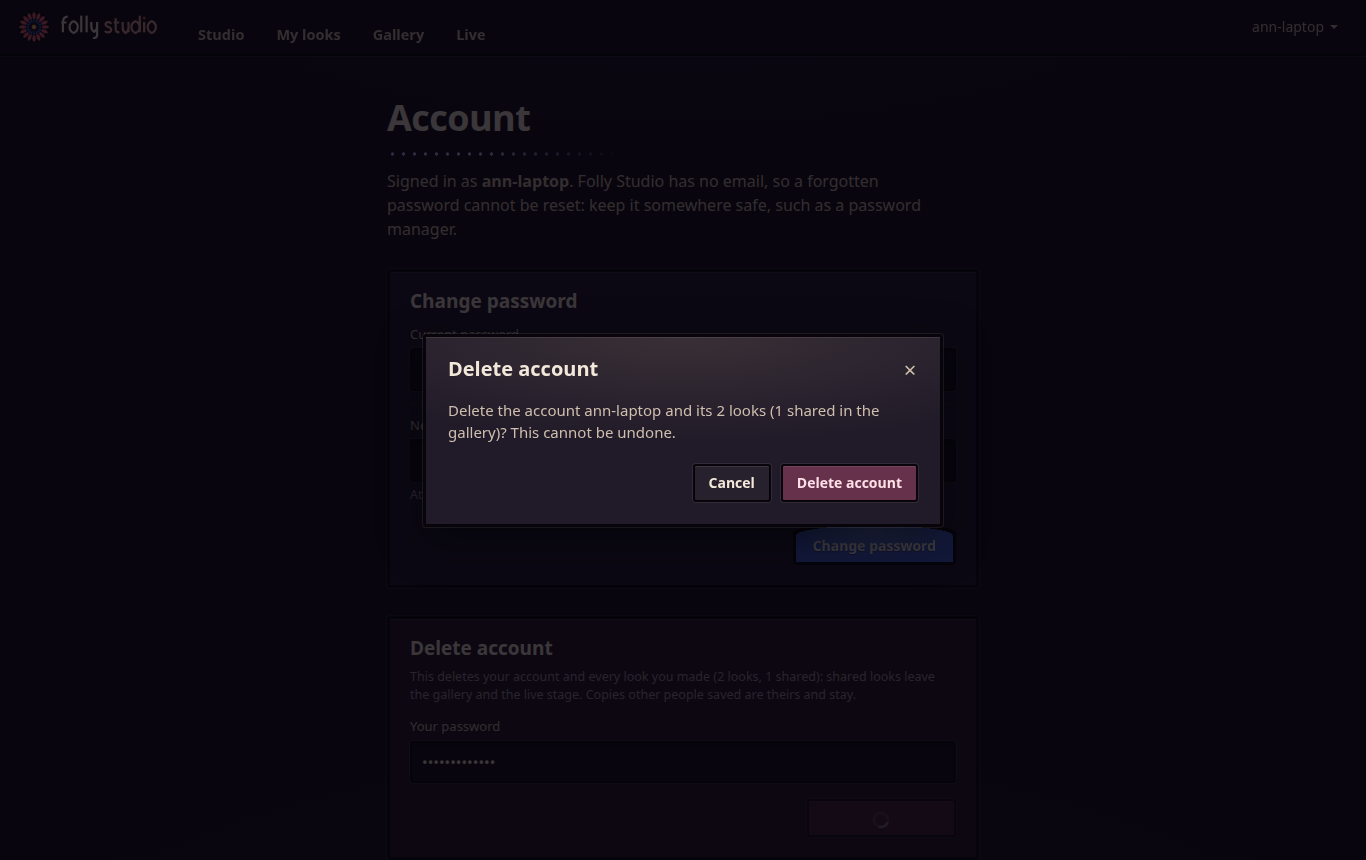 folly studio
Studio
My looks
Gallery
Live
ann-laptop
Account
Signed in as ann-laptop. Folly Studio has no email, so a forgotten
password cannot be reset: keep it somewhere safe, such as a password
manager.
Change password
Current password
Delete account
Delete the account ann-laptop and its 2 looks (1 shared in the
gallery)? This cannot be undone.
Cancel
Delete account
Change password
Delete account
This deletes your account and every look you made (2 looks, 1 shared): shared looks leave
the gallery and the live stage. Copies other people saved are theirs and stay.
Your password